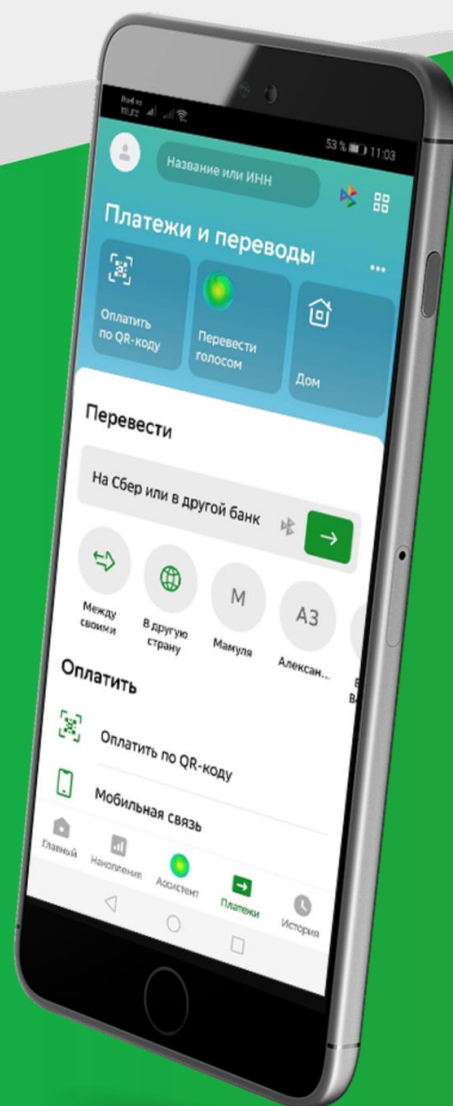 53 % 11:03
Название или ИНН
Платежи и переводы
Оплатить
по QR-коду
Перевести
голосом
Дом
Перевести
На Сбер или в другой банк
Между
своими
В другую
страну
М
Мамуля
АЗ
Алексан...
Оплатить
Оплатить по QR-коду
Мобильная связь
Главный
Накопления
Ассистент
Платежи
История